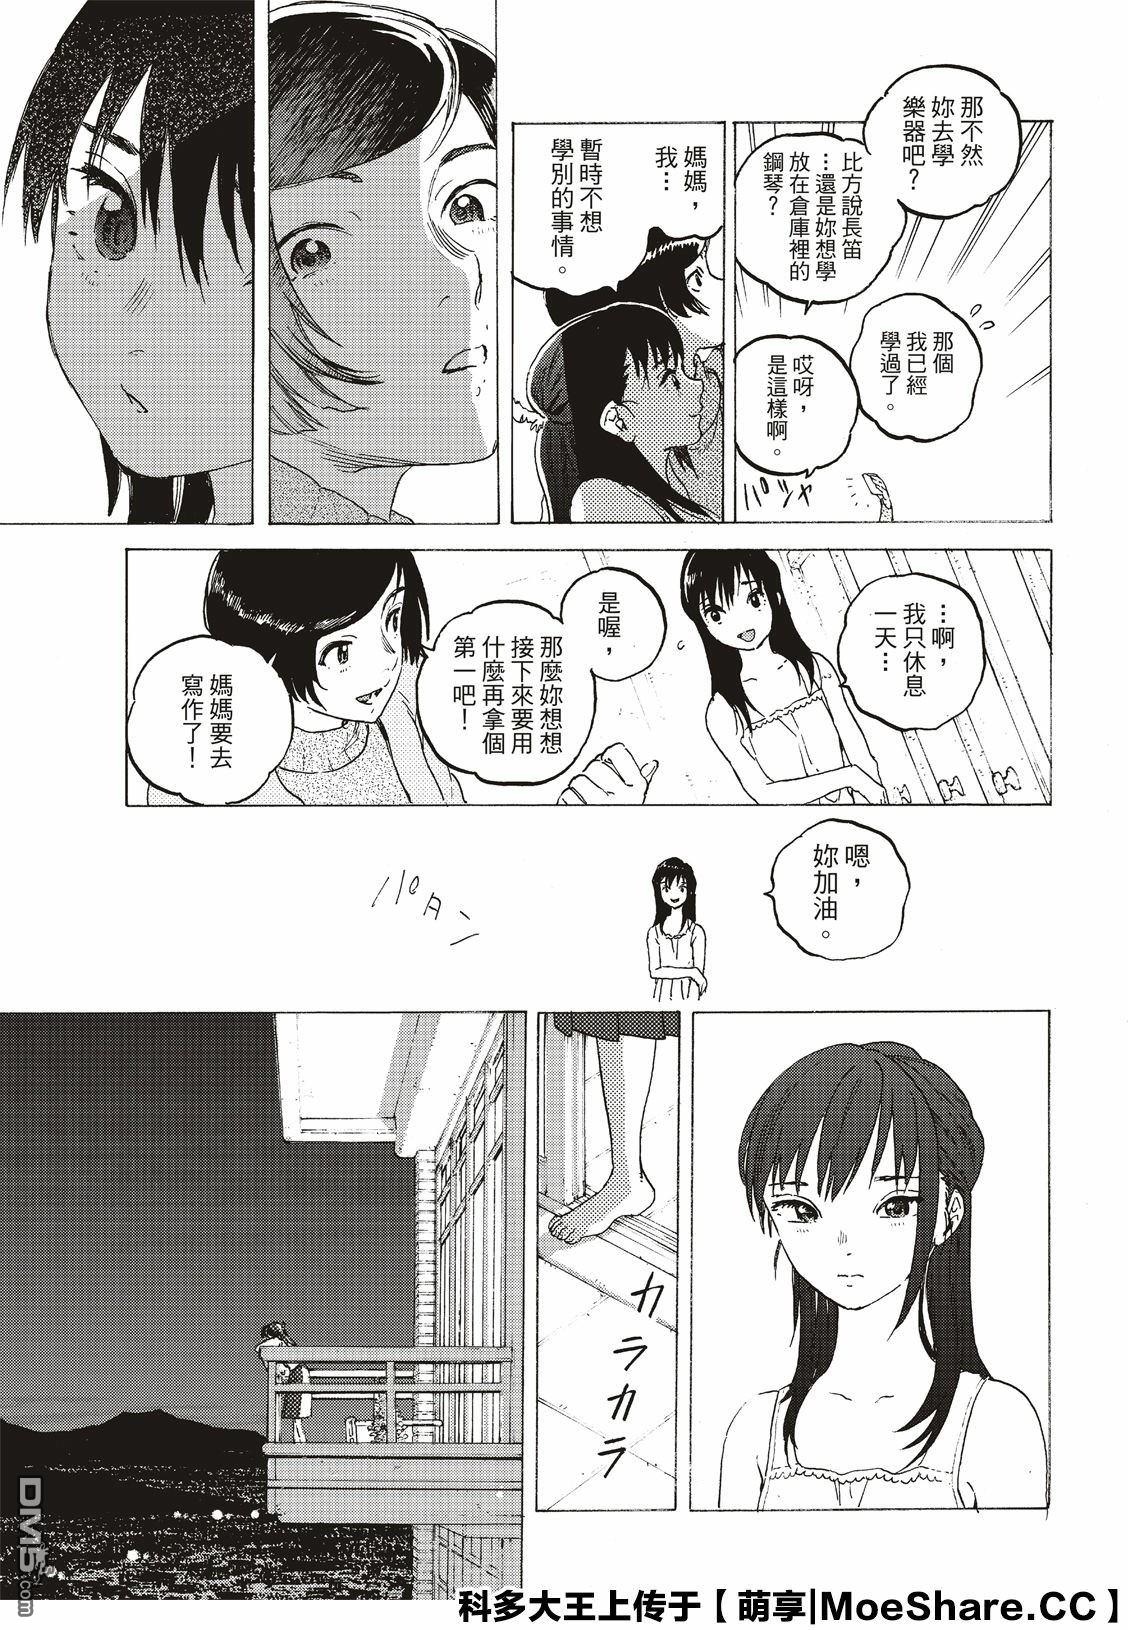 那不然
妳去學
樂器吧？
比方說長笛
…還是妳想學
放在倉庫裡的
鋼琴？
那個
我已經
學過了。
哎呀，
是這樣啊。
パシャ
媽媽，
我…
暫時不想
學別的事情。
…啊，
我只休息
一天…
是喔，
那麼妳想想
接下來要用
什麼再拿個
第一吧！
媽媽要去
寫作了！
嗯，
妳加油。
パタン
カラカラ
DM5.com
科多大王上传于【萌享|MoeShare.CC】